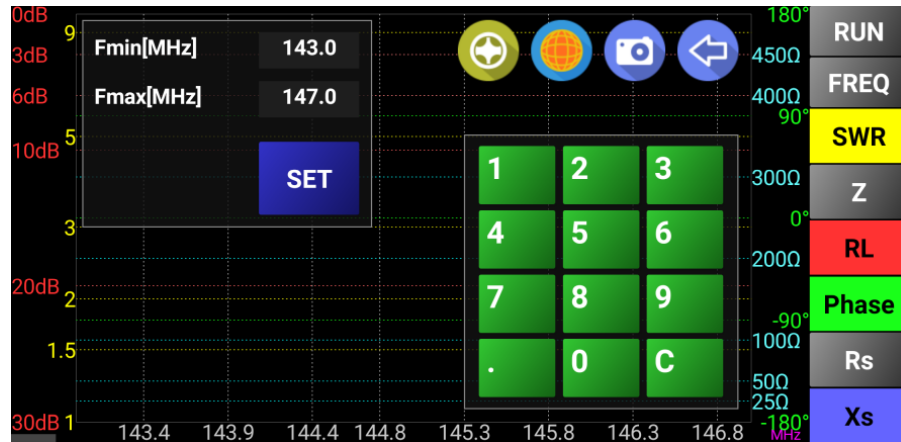 0dB
9
3dB
6dB
5
10dB
3
20dB
2
1.5
30dB
1
Fmin[MHz] 143.0
Fmax[MHz] 147.0
SET
1 2 3
4 5 6
7 8 9
. 0 C
180°
450Ω
400Ω
90°
300Ω
0°
200Ω
-90°
100Ω
50Ω
25Ω
-180°
MHz
143.4 143.9 144.4 144.8 145.3 145.8 146.3 146.8
RUN
FREQ
SWR
Z
RL
Phase
Rs
Xs